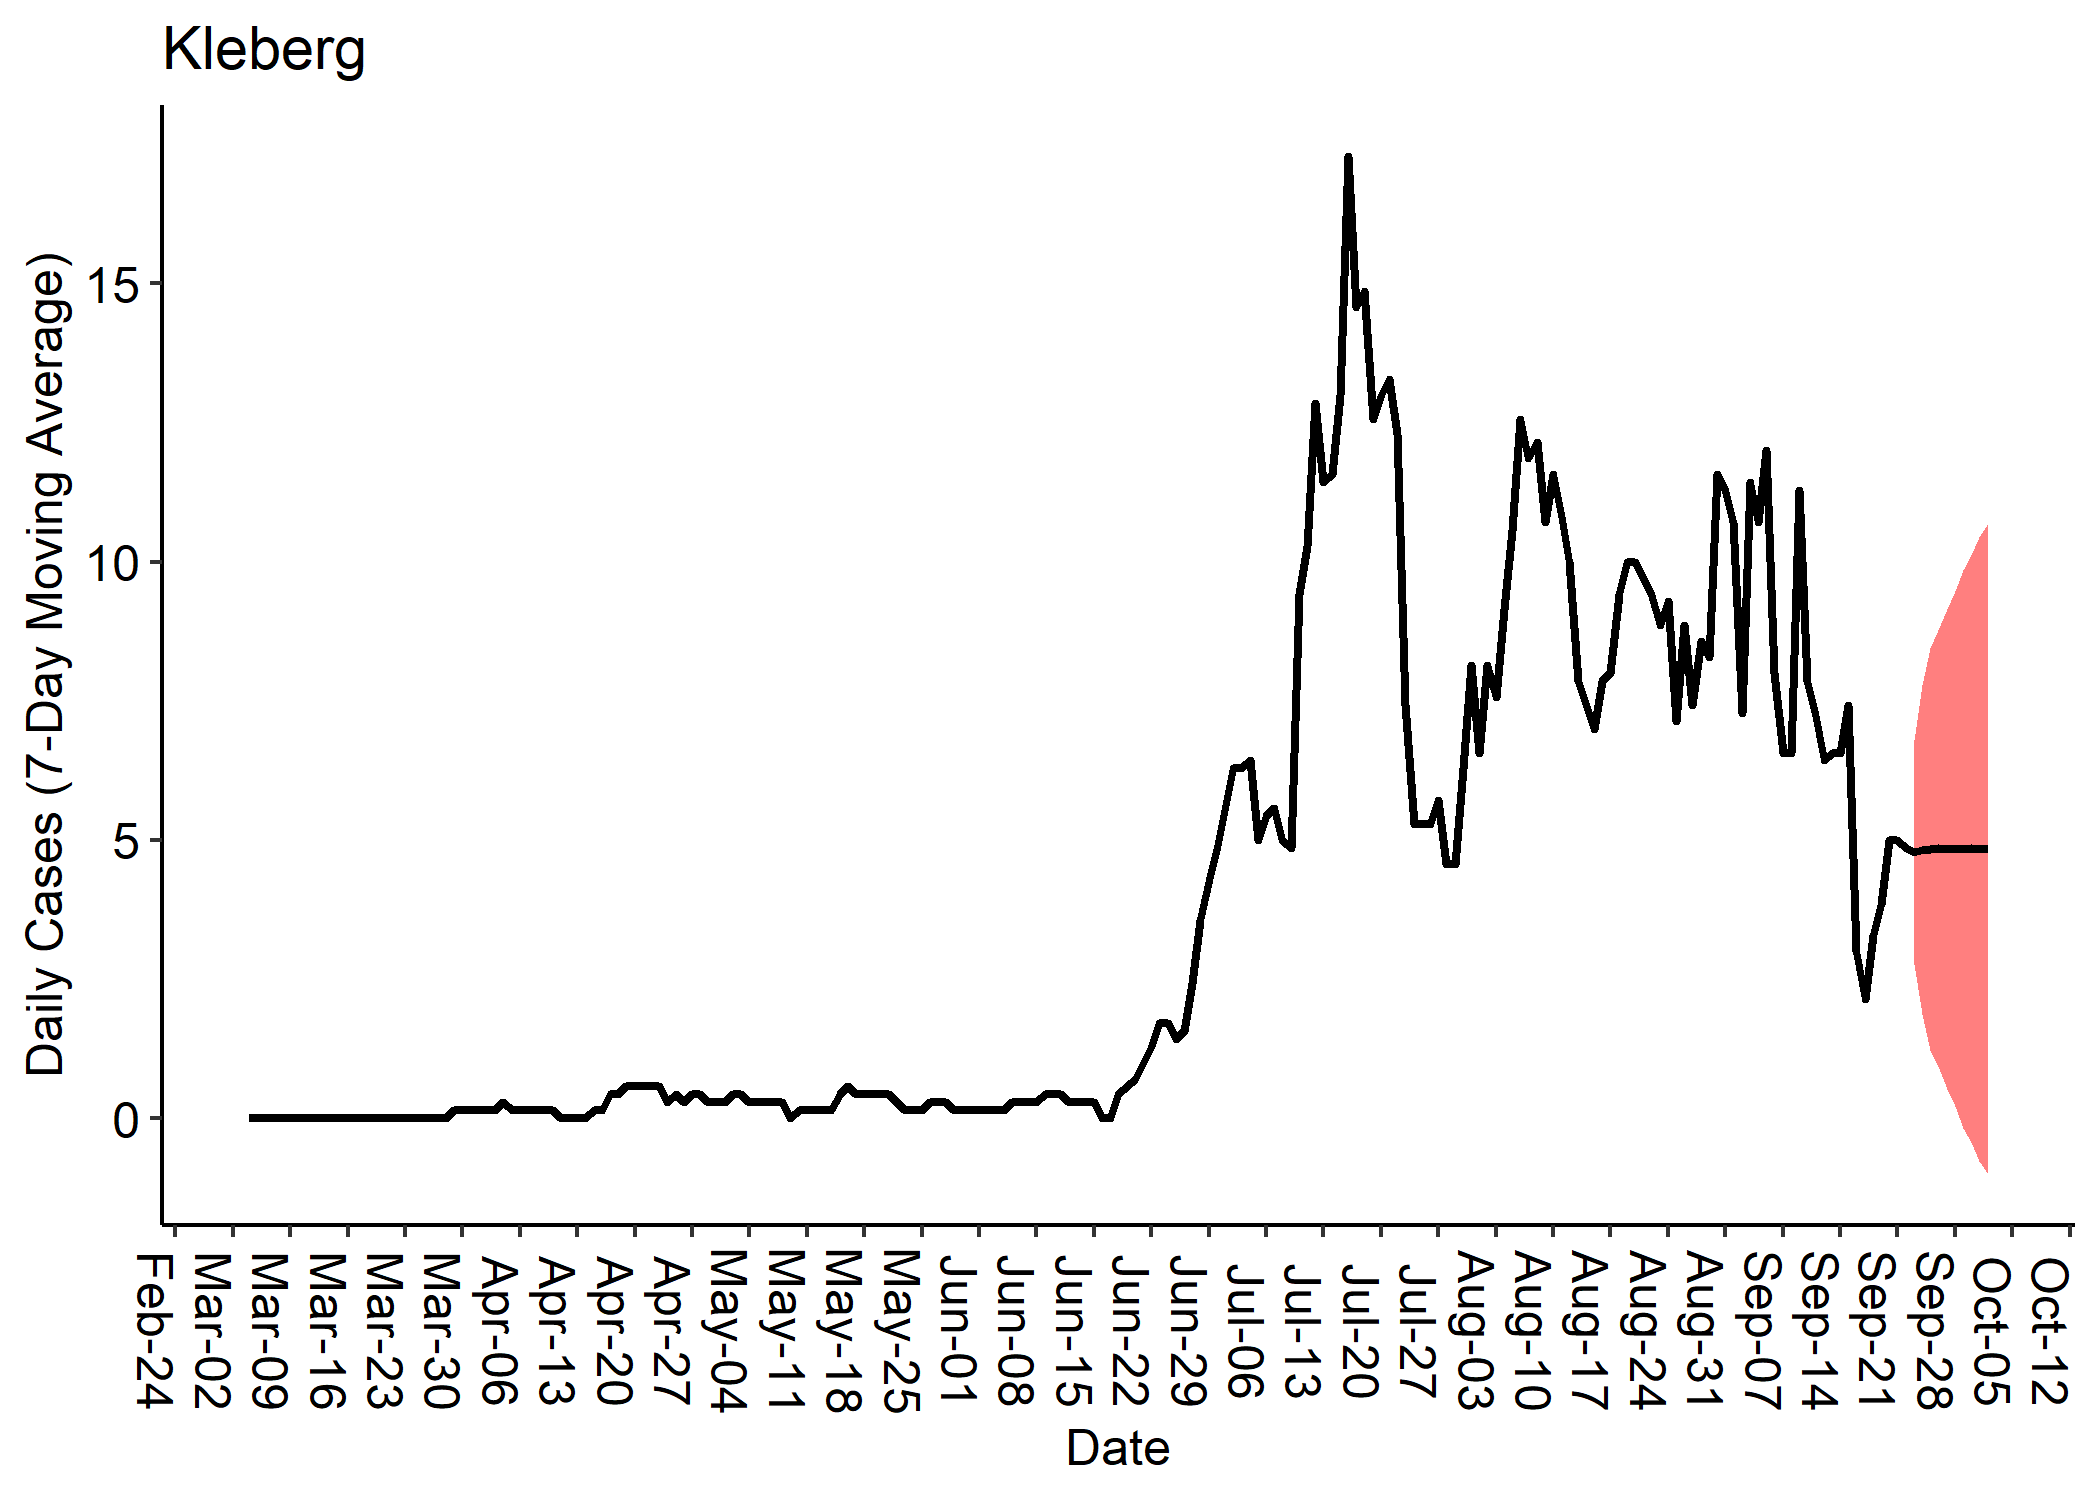 Kleberg
Daily Cases (7-Day Moving Average)
15
10
5
0
Feb-24
Mar-02
Mar-09
Mar-16
Mar-23
Mar-30
Apr-06
Apr-13
Apr-20
Apr-27
May-04
May-11
May-18
May-25
Jun-01
Jun-08
Jun-15
Jun-22
Jun-29
Jul-06
Jul-13
Jul-20
Jul-27
Aug-03
Aug-10
Aug-17
Aug-24
Aug-31
Sep-07
Sep-14
Sep-21
Sep-28
Oct-05
Oct-12
Date